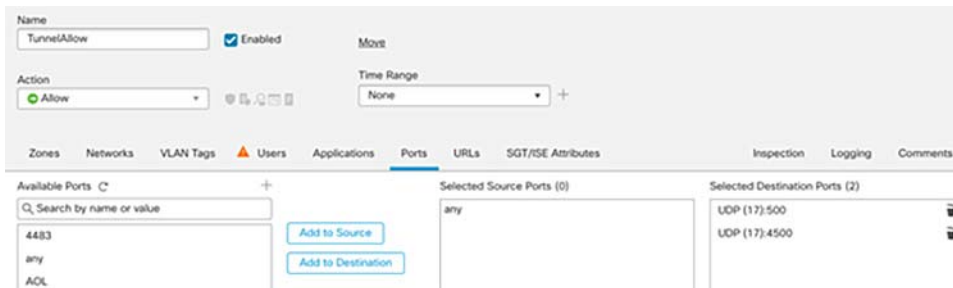 Name
TunnelAllow
Enabled
Move
Action
Allow
Time Range
None
Zones Networks VLAN Tags Users Applications Ports URLs SGT/ISE Attributes Inspection Logging Comments
Available Ports
Selected Source Ports (0)
Selected Destination Ports (2)
Search by name or value
any
UDP (17):500
4483
Add to Source
UDP (17):4500
any
Add to Destination
AOL